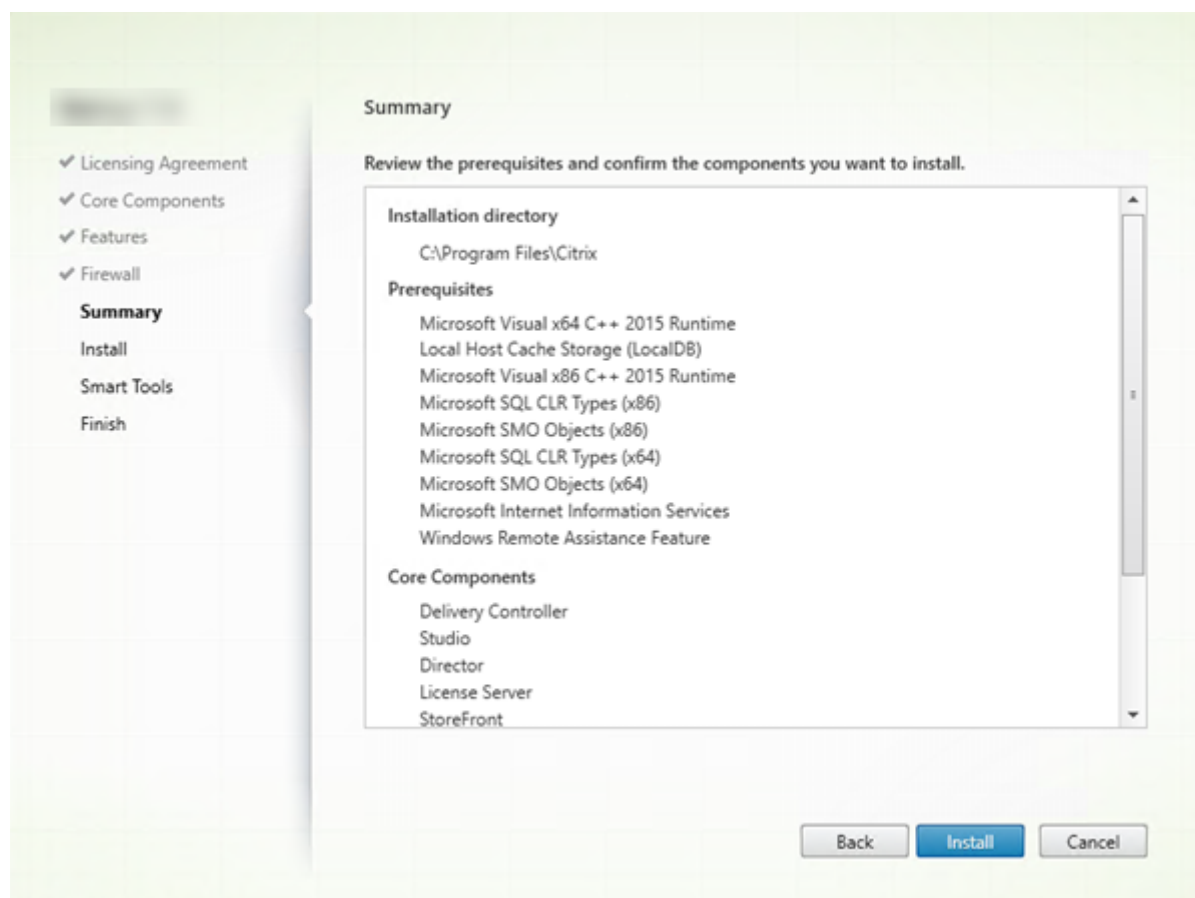 Summary
✔ Licensing Agreement
✔ Core Components
✔ Features
✔ Firewall
Summary
Install
Smart Tools
Finish
Review the prerequisites and confirm the components you want to install.
Installation directory
C:\Program Files\Citrix
Prerequisites
Microsoft Visual x64 C++ 2015 Runtime
Local Host Cache Storage (LocalDB)
Microsoft Visual x86 C++ 2015 Runtime
Microsoft SQL CLR Types (x86)
Microsoft SMO Objects (x86)
Microsoft SQL CLR Types (x64)
Microsoft SMO Objects (x64)
Microsoft Internet Information Services
Windows Remote Assistance Feature
Core Components
Delivery Controller
Studio
Director
License Server
StoreFront
Back
Install
Cancel